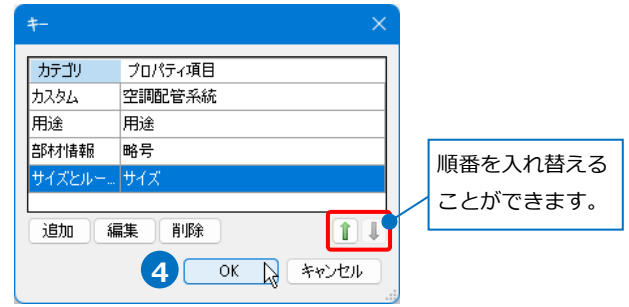 キー
カテゴリ プロパティ項目
カスタム 空調配管系統
用途 用途
部材情報 略号
サイズとルー... サイズ
追加 編集 削除
順番を入れ替える
ことができます。
4 OK キャンセル